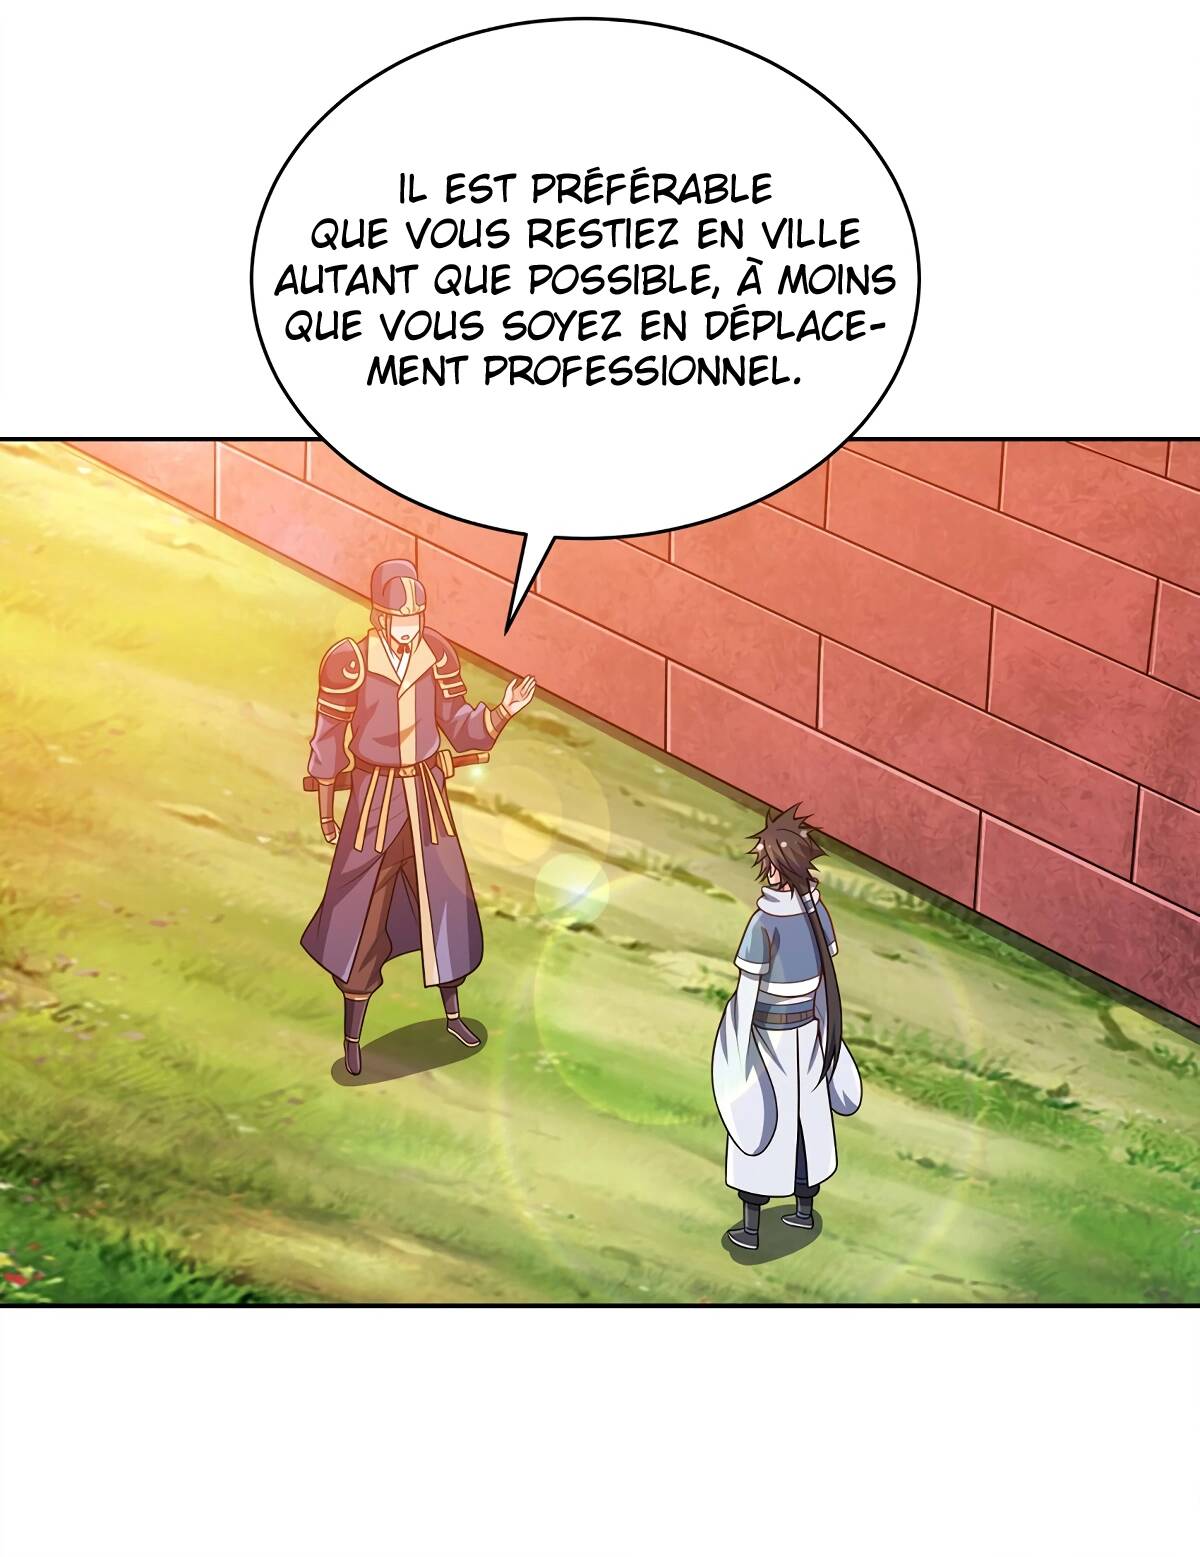 IL EST PRÉFÉRABLE
QUE VOUS RESTIEZ EN VILLE
AUTANT QUE POSSIBLE, À MOINS
QUE VOUS SOYEZ EN DÉPLACE-
MENT PROFESSIONNEL.